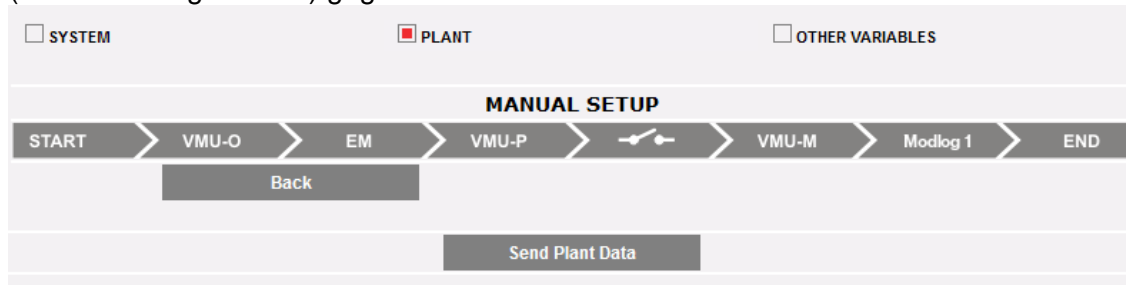 SYSTEM PLANT OTHER VARIABLES
MANUAL SETUP
START VMU-O EM VMU-P VMU-M Modlog 1 END
Back
Send Plant Data